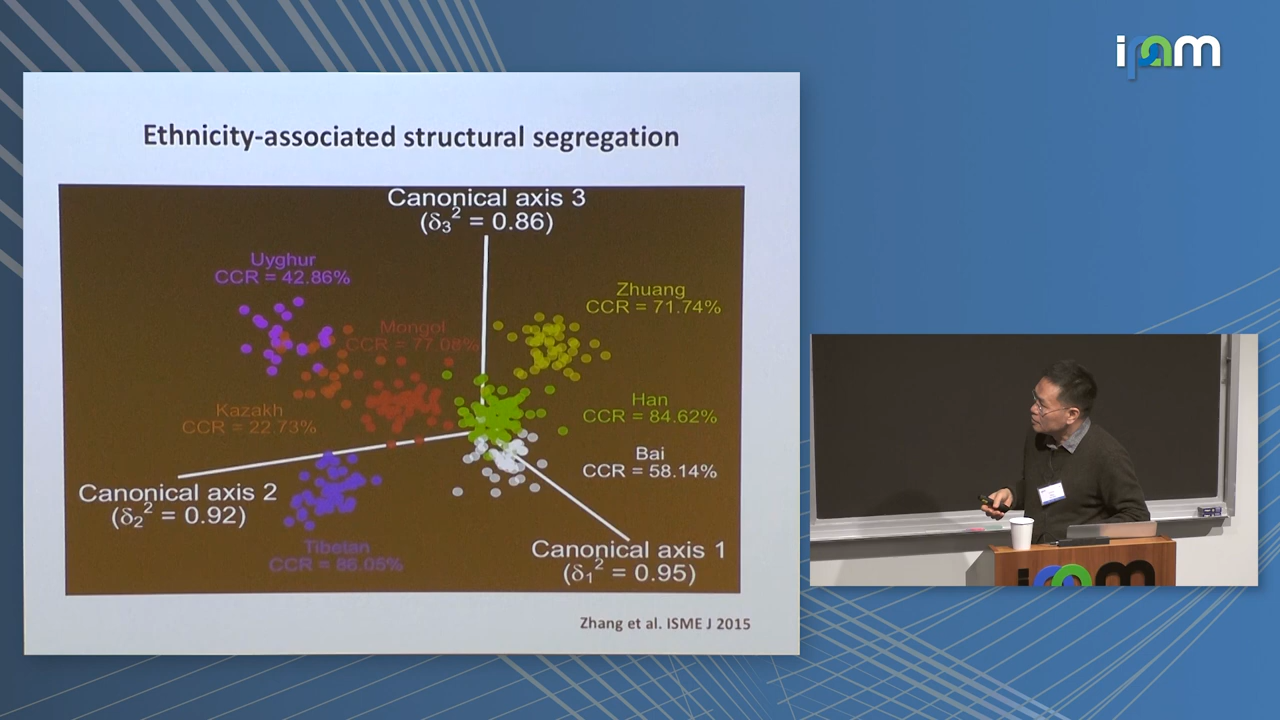 ipam
Ethnicity-associated structural segregation
Canonical axis 3
(δ₃² = 0.86)
Uyghur
CCR = 42.86%
Zhuang
CCR = 71.74%
Mongol
CCR = 77.08%
Han
CCR = 84.62%
Kazakh
CCR = 22.73%
Bai
CCR = 58.14%
Canonical axis 2
(δ₂² = 0.92)
Tibetan
CCR = 86.05%
Canonical axis 1
(δ₁² = 0.95)
Zhang et al. ISME J 2015
ipam